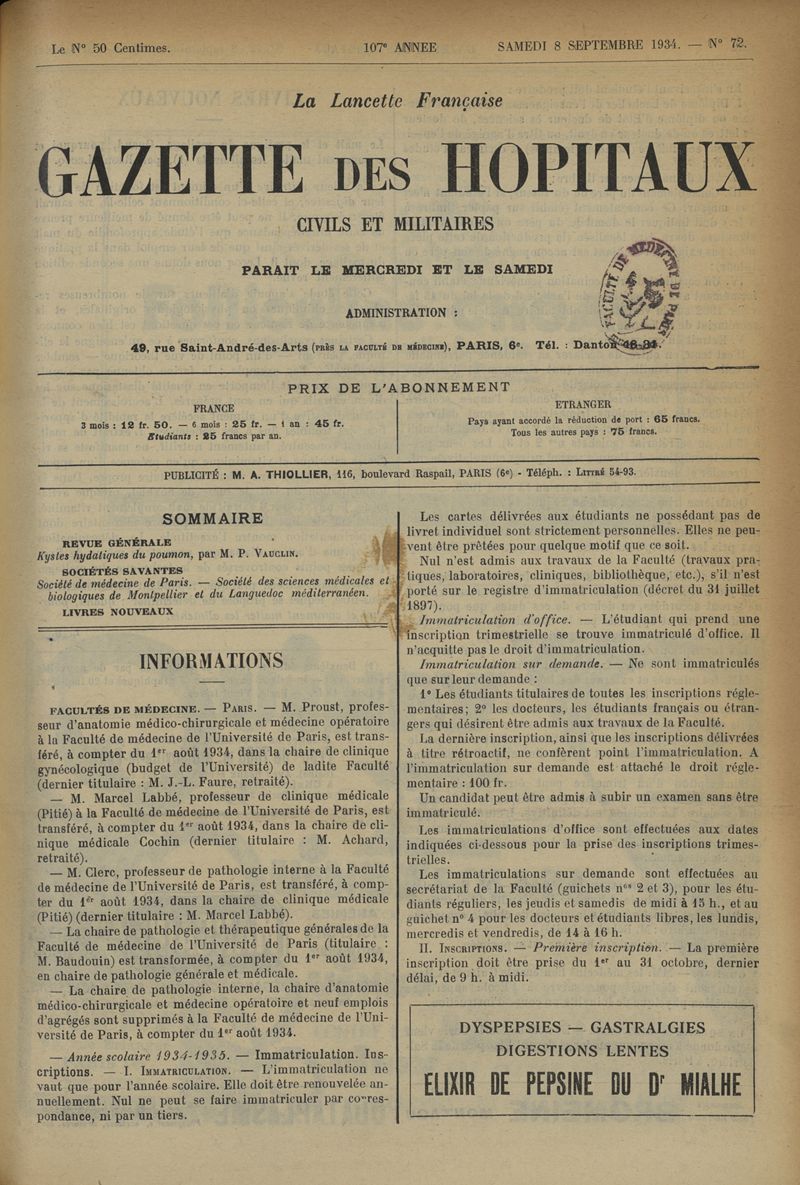 Le N° 50 Centimes.
107e ANNEE
SAMEDI 8 SEPTEMBRE 1934. — N° 72.
La Lancette Française
GAZETTE DES HOPITAUX
CIVILS ET MILITAIRES
PARAIT LE MERCREDI ET LE SAMEDI
ADMINISTRATION :
49, rue Saint-André-des-Arts (PRÈS LA FACULTÉ DE MÉDECINE), PARIS, 6e. Tél. : Danton
FACULTÉ DE MÉDECINE DE
PRIX DE L'ABONNEMENT
FRANCE
3 mois : 12 fr. 50. — 6 mois : 25 fr. — 1 an : 45 fr.
Etudiants : 25 francs par an.
ETRANGER
Pays ayant accordé la réduction de port : 65 francs.
Tous les autres pays : 75 francs.
PUBLICITÉ : M. A. THIOLLIER, 116, boulevard Raspail, PARIS (6e) - Téléph. : LITTRÉ 54-93.
SOMMAIRE
REVUE GÉNÉRALE
Kystes hydatiques du poumon, par M. P. VAUCLIN.
SOCIÉTÉS SAVANTES
Société de médecine de Paris. — Société des sciences médicales et
biologiques de Montpellier et du Languedoc méditerranéen.
LIVRES NOUVEAUX
INFORMATIONS
FACULTÉS DE MÉDECINE. — PARIS. — M. Proust, profes-
seur d'anatomie médico-chirurgicale et médecine opératoire
à la Faculté de médecine de l'Université de Paris, est trans-
féré, à compter du 1er août 1934, dans la chaire de clinique
gynécologique (budget de l'Université) de ladite Faculté
(dernier titulaire : M. J.-L. Faure, retraité).
— M. Marcel Labbé, professeur de clinique médicale
(Pitié) à la Faculté de médecine de l'Université de Paris, est
transféré, à compter du 1er août 1934, dans la chaire de cli-
nique médicale Cochin (dernier titulaire : M. Achard,
retraité).
— M. Clerc, professeur de pathologie interne à la Faculté
de médecine de l'Université de Paris, est transféré, à comp-
ter du 1er août 1934, dans la chaire de clinique médicale
(Pitié) (dernier titulaire : M. Marcel Labbé).
— La chaire de pathologie et thérapeutique générales de la
Faculté de médecine de l'Université de Paris (titulaire :
M. Baudouin) est transformée, à compter du 1er août 1934,
en chaire de pathologie générale et médicale.
— La chaire de pathologie interne, la chaire d'anatomie
médico-chirurgicale et médecine opératoire et neuf emplois
d'agrégés sont supprimés à la Faculté de médecine de l'Uni-
versité de Paris, à compter du 1er août 1934.
— Année scolaire 1934-1935. — Immatriculation. Ins-
criptions. — I. IMMATRICULATION. — L'immatriculation ne
vaut que pour l'année scolaire. Elle doit être renouvelée an-
nuellement. Nul ne peut se faire immatriculer par corres-
pondance, ni par un tiers.
Les cartes délivrées aux étudiants ne possédant pas de
livret individuel sont strictement personnelles. Elles ne peu-
vent être prêtées pour quelque motif que ce soit.
Nul n'est admis aux travaux de la Faculté (travaux pra-
tiques, laboratoires, cliniques, bibliothèque, etc.), s'il n'est
porté sur le registre d'immatriculation (décret du 31 juillet
1897).
Immatriculation d'office. — L'étudiant qui prend une
inscription trimestrielle se trouve immatriculé d'office. Il
n'acquitte pas le droit d'immatriculation.
Immatriculation sur demande. — Ne sont immatriculés
que sur leur demande :
1° Les étudiants titulaires de toutes les inscriptions régle-
mentaires; 2° les docteurs, les étudiants français ou étran-
gers qui désirent être admis aux travaux de la Faculté.
La dernière inscription, ainsi que les inscriptions délivrées
à titre rétroactif, ne confèrent point l'immatriculation. A
l'immatriculation sur demande est attaché le droit régle-
mentaire : 100 fr.
Un candidat peut être admis à subir un examen sans être
immatriculé.
Les immatriculations d'office sont effectuées aux dates
indiquées ci-dessous pour la prise des inscriptions trimes-
trielles.
Les immatriculations sur demande sont effectuées au
secrétariat de la Faculté (guichets nos 2 et 3), pour les étu-
diants réguliers, les jeudis et samedis de midi à 15 h., et au
guichet n° 4 pour les docteurs et étudiants libres, les lundis,
mercredis et vendredis, de 14 à 16 h.
II. INSCRIPTIONS. — Première inscription. — La première
inscription doit être prise du 1er au 31 octobre, dernier
délai, de 9 h. à midi.
DYSPEPSIES — GASTRALGIES
DIGESTIONS LENTES
ELIXIR DE PEPSINE DU Dr MIALHE